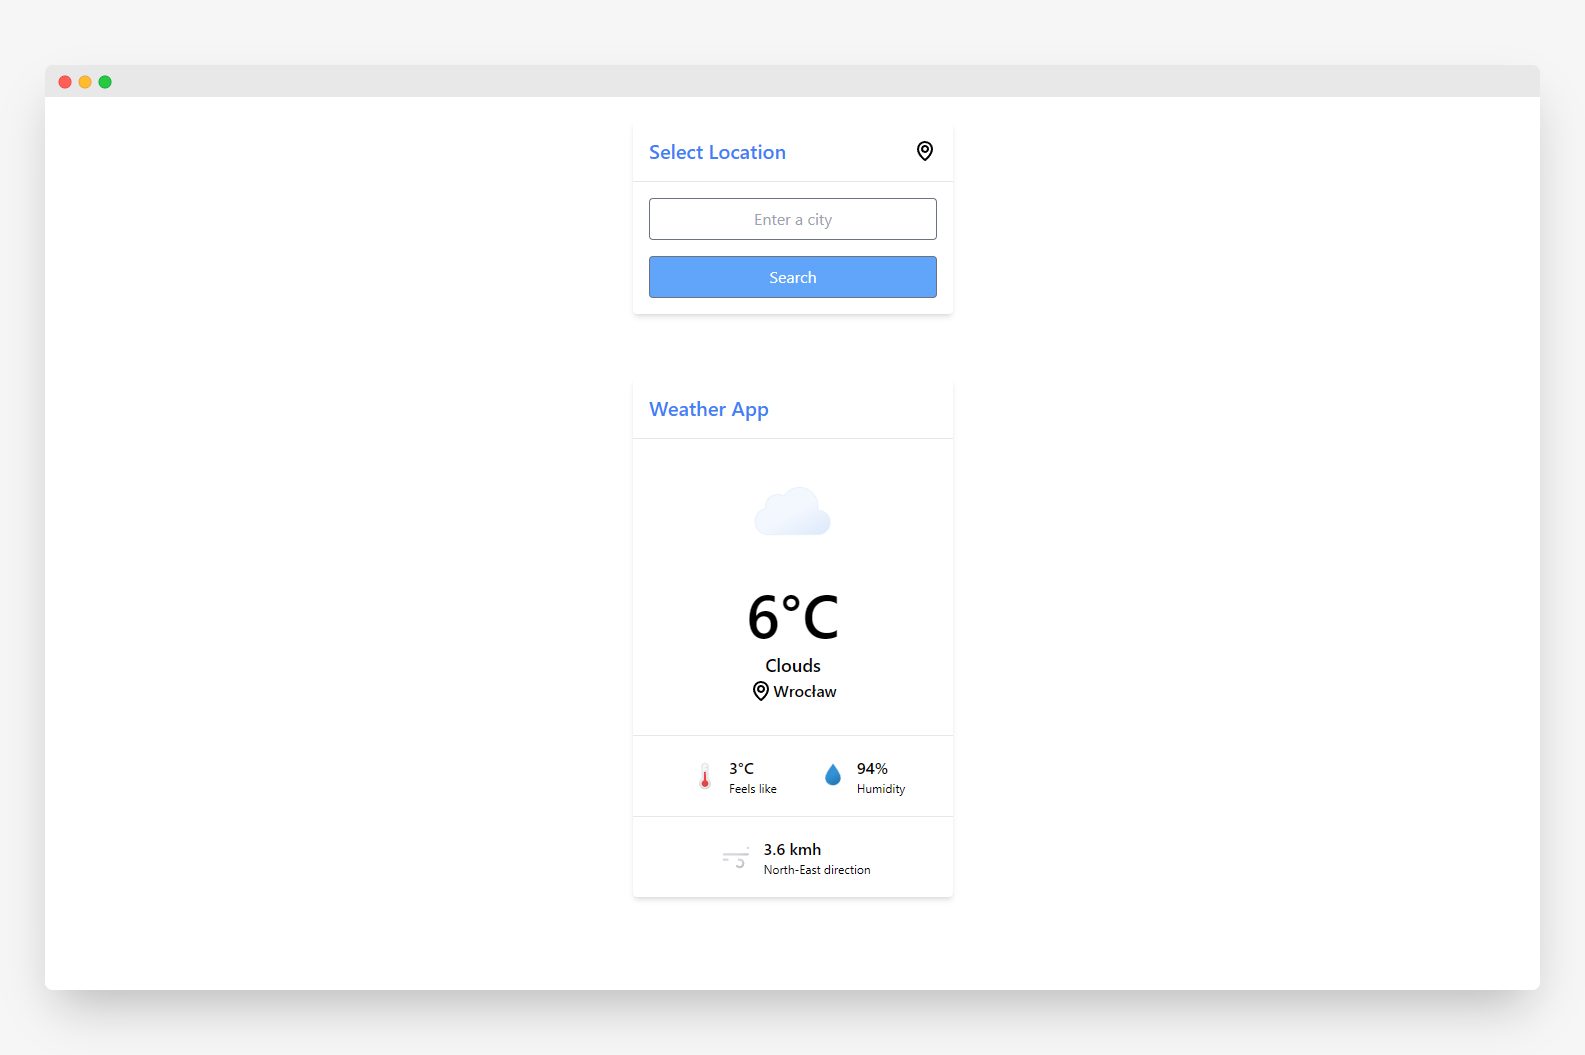 Select Location
Enter a city
Search
Weather App
6°C
Clouds
Wrocław
3°C
Feels like
94%
Humidity
3.6 kmh
North-East direction